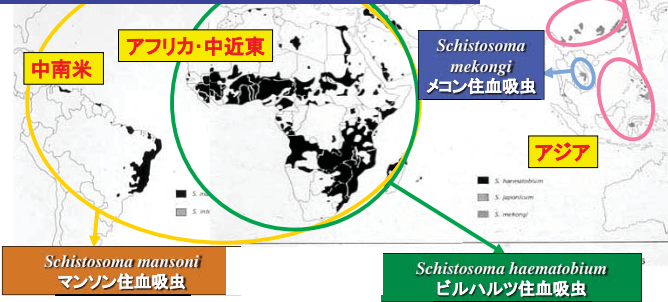 アフリカ・中近東
中南米
Schistosoma
mekongi
メコン住血吸虫
アジア
S. haematobium
S. japonicum
S. mekongi
S. ma
S. inte
Schistosoma mansoni
マンソン住血吸虫
Schistosoma haematobium
ビルハルツ住血吸虫